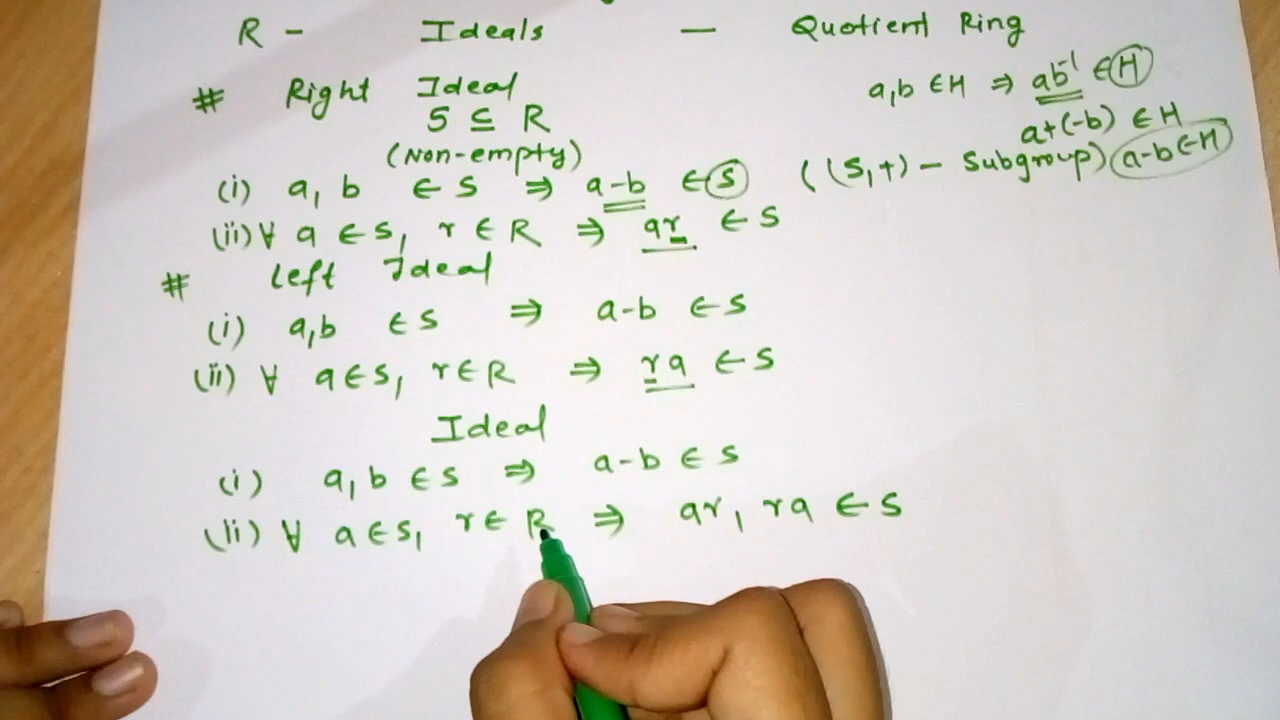 R - Ideals - Quotient Ring
# Right Ideal
S ⊆ R
(Non-empty)
(i) a, b ∈ S ⇒ a-b ∈ S
(ii) ∀ a ∈ S, r ∈ R ⇒ ar ∈ S
a,b ∈ H ⇒ ab⁻¹ ∈ H
a+(-b) ∈ H
((S,+) - Subgroup) a-b ∈ H
# Left Ideal
(i) a,b ∈ S ⇒ a-b ∈ S
(ii) ∀ a ∈ S, r ∈ R ⇒ ra ∈ S
Ideal
(i) a, b ∈ S ⇒ a-b ∈ S
(ii) ∀ a ∈ S, r ∈ R ⇒ ar, ra ∈ S